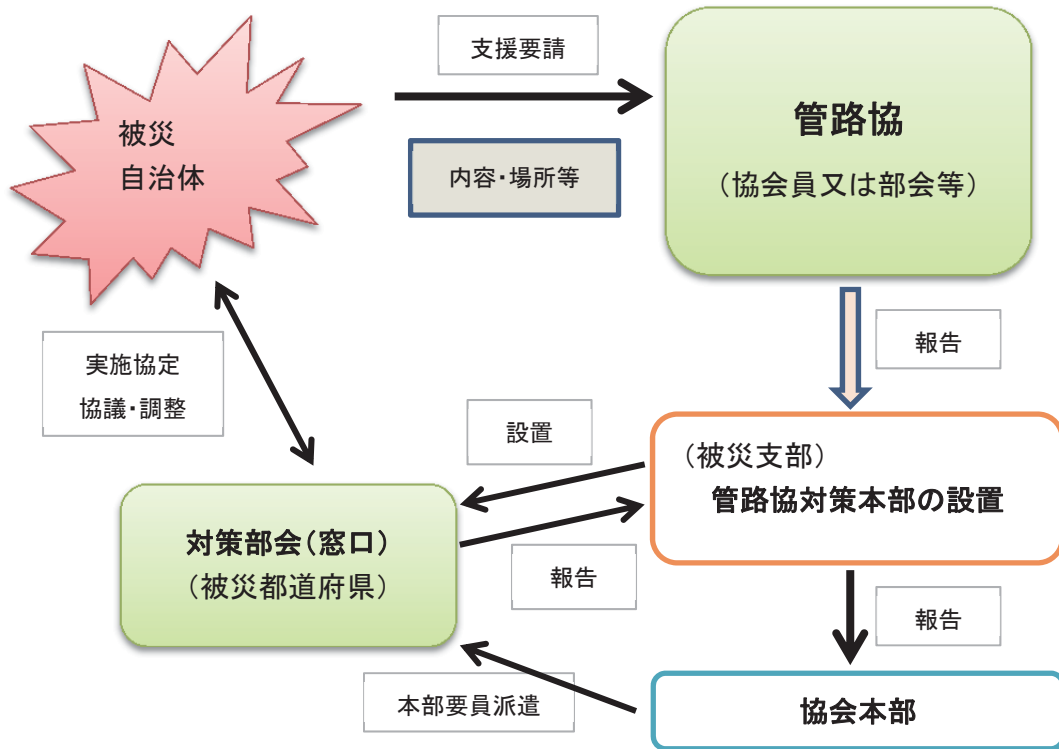 支援要請
被災
自治体
管路協
（協会員又は部会等）
内容・場所等
報告
実施協定
協議・調整
設置
（被災支部）
管路協対策本部の設置
対策部会（窓口）
（被災都道府県）
報告
報告
本部要員派遣
協会本部